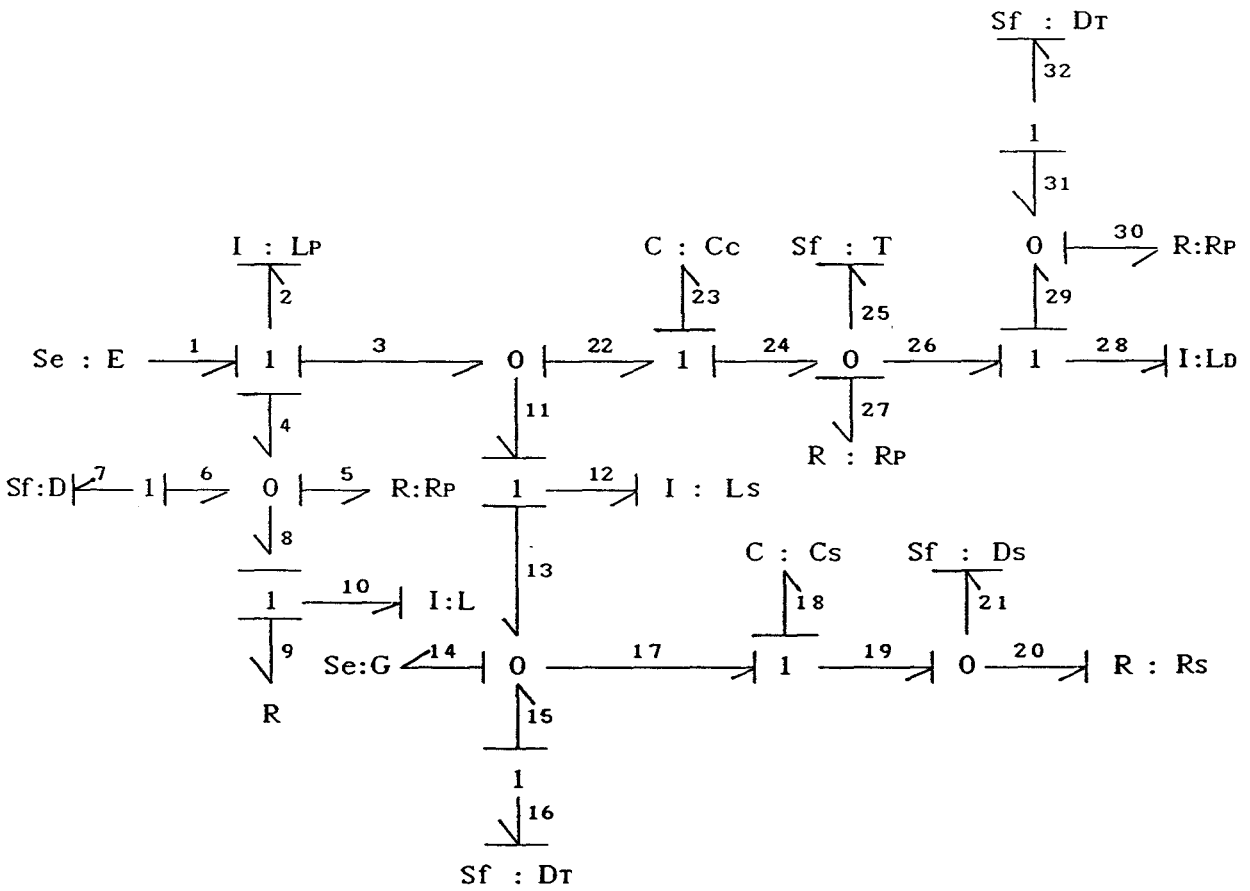 Sf : DT
32
1
31
I : LP
C : Cc
Sf : T
0
30
R:RP
2
23
25
29
Se : E
1
1
3
0
22
1
24
0
26
1
28
I:LD
4
11
27
R : RP
Sf:D
7
1
6
0
5
R:RP
1
12
I : Ls
8
13
C : Cs
Sf : Ds
1
10
I:L
18
21
9
Se:G
14
0
17
1
19
0
20
R : Rs
R
15
1
16
Sf : DT